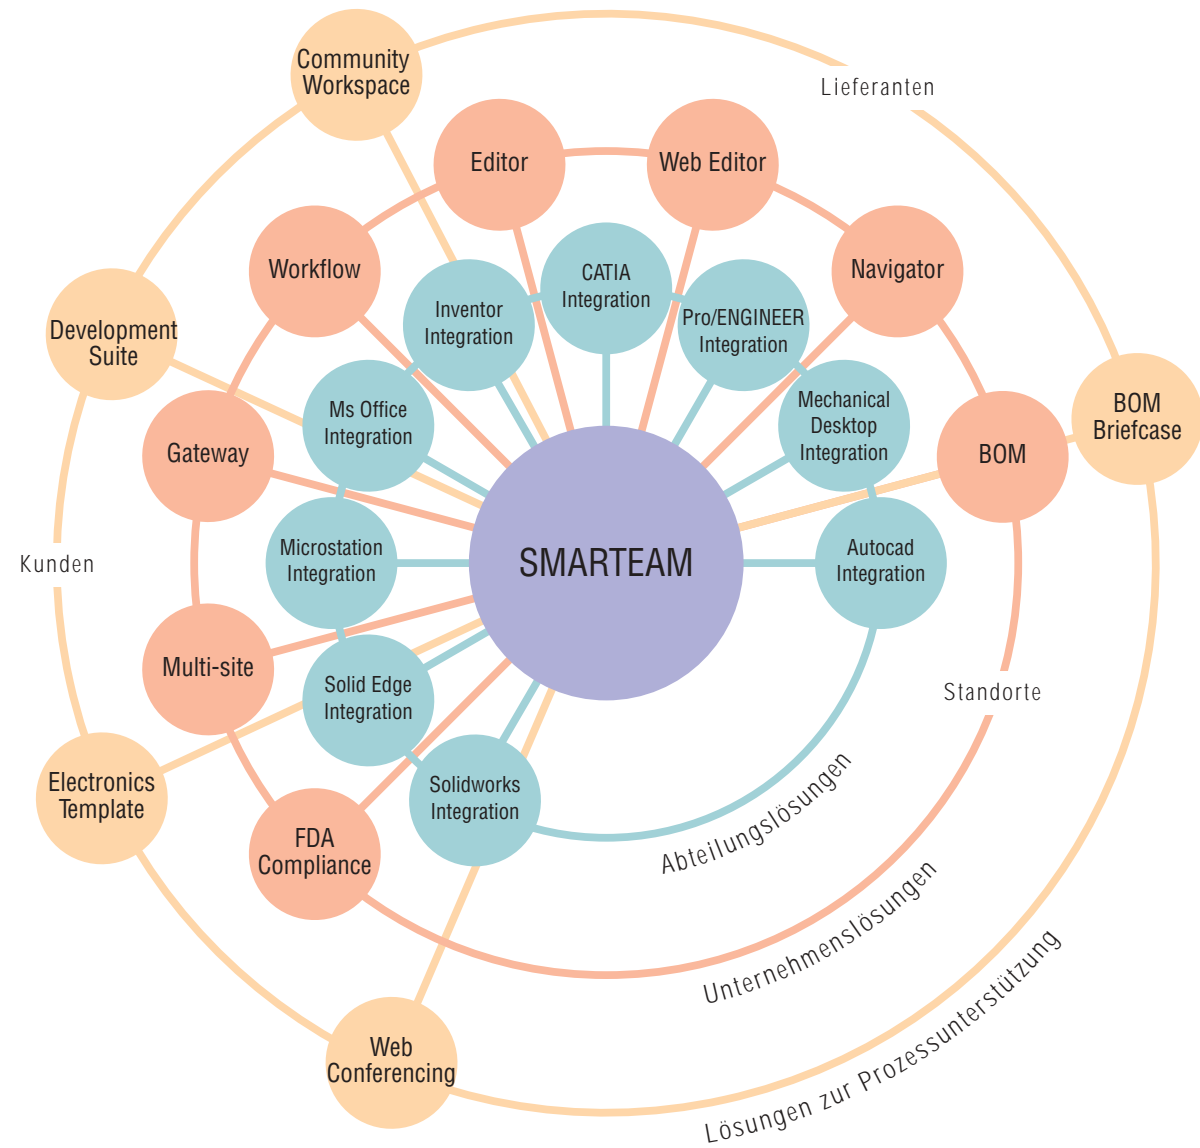 Community
Workspace
Lieferanten
Editor
Web Editor
Workflow
Navigator
CATIA
Integration
Inventor
Integration
Pro/ENGINEER
Integration
Development
Suite
Ms Office
Integration
Mechanical
Desktop
Integration
BOM
Briefcase
Gateway
BOM
Microstation
Integration
SMARTEAM
Autocad
Integration
Kunden
Multi-site
Solid Edge
Integration
Standorte
Electronics
Template
Solidworks
Integration
FDA
Compliance
Abteilungslösungen
Unternehmenslösungen
Web
Conferencing
Lösungen zur Prozessunterstützung